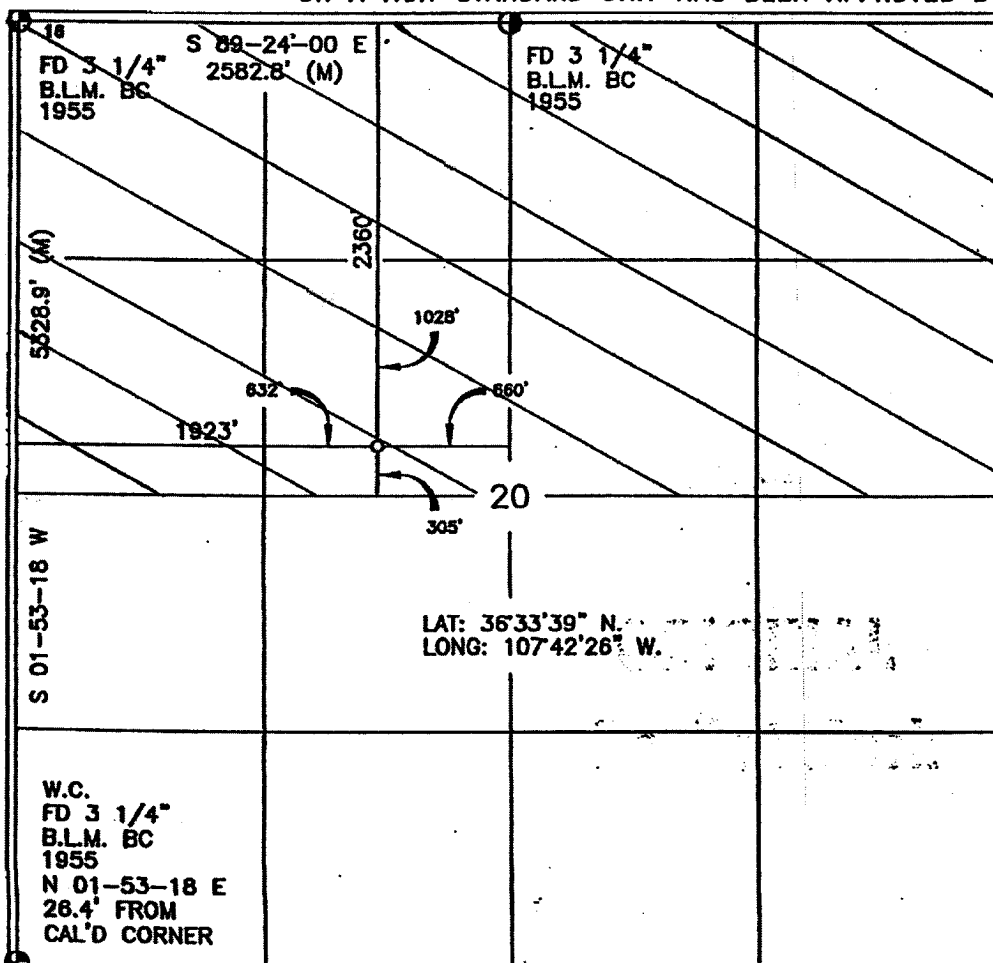 18
S 89-24'-00 E
2582.8' (M)
FD 3 1/4"
B.L.M. BC
1955
FD 3 1/4"
B.L.M. BC
1955
2360'
5328.9' (M)
1028'
632'
660'
1923'
20
305'
S 01-53-18 W
LAT: 36°33'39" N.
LONG: 107°42'26" W.
W.C.
FD 3 1/4"
B.L.M. BC
1955
N 01-53-18 E
26.4' FROM
CAL'D CORNER